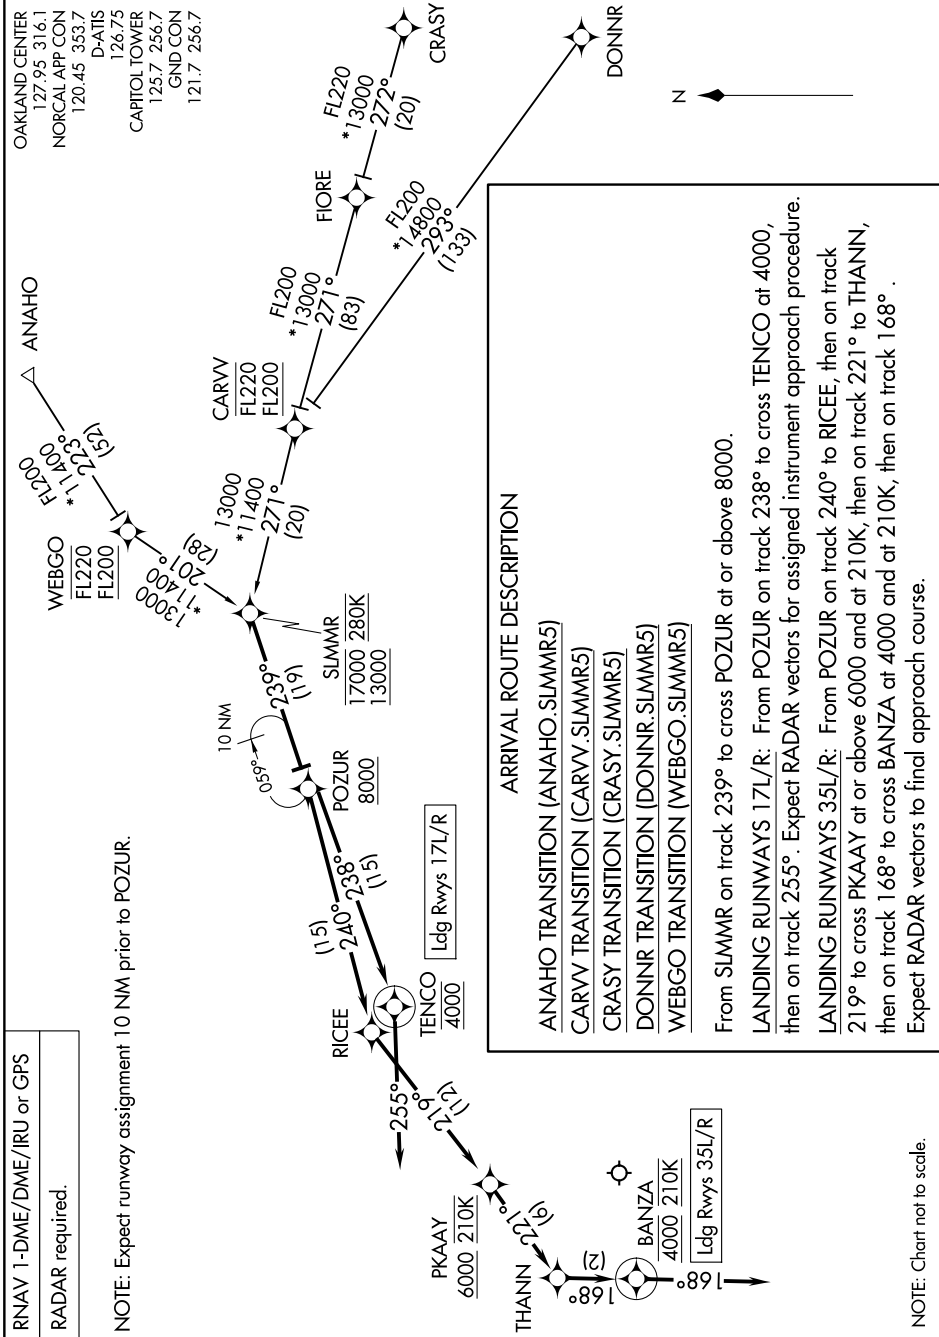 RNAV 1-DME/DME/IRU or GPS
RADAR required.
NOTE: Expect runway assignment 10 NM prior to POZUR.
OAKLAND CENTER
127.95 316.1
NORCAL APP CON
120.45 353.7
D-ATIS
126.75
CAPITOL TOWER
125.7 256.7
GND CON
121.7 256.7
ANAHO
FL200
*11400
223°
(52)
WEBGO
FL220
FL200
13000
*11400
201°
(28)
CARVV
FL220
FL200
13000
*11400
271°
(20)
FL200
*13000
271°
(83)
FIORE
FL220
*13000
272°
(20)
CRASY
FL200
*14800
293°
(133)
DONNR
N
SLMMR
17000 280K
13000
239°
(19)
10 NM
059°
POZUR
8000
(15)
240°
238°
(15)
Ldg Rwys 17L/R
RICEE
TENCO
4000
255°
219°
(12)
PKAAY
6000 210K
221°
(9)
THANN
168°
(2)
BANZA
4000 210K
Ldg Rwys 35L/R
168°
ARRIVAL ROUTE DESCRIPTION
ANAHO TRANSITION (ANAHO.SLMMR5)
CARVV TRANSITION (CARVV.SLMMR5)
CRASY TRANSITION (CRASY.SLMMR5)
DONNR TRANSITION (DONNR.SLMMR5)
WEBGO TRANSITION (WEBGO.SLMMR5)
From SLMMR on track 239° to cross POZUR at or above 8000.
LANDING RUNWAYS 17L/R: From POZUR on track 238° to cross TENCO at 4000,
then on track 255°. Expect RADAR vectors for assigned instrument approach procedure.
LANDING RUNWAYS 35L/R: From POZUR on track 240° to RICEE, then on track
219° to cross PKAAY at or above 6000 and at 210K, then on track 221° to THANN,
then on track 168° to cross BANZA at 4000 and at 210K, then on track 168° .
Expect RADAR vectors to final approach course.
NOTE: Chart not to scale.